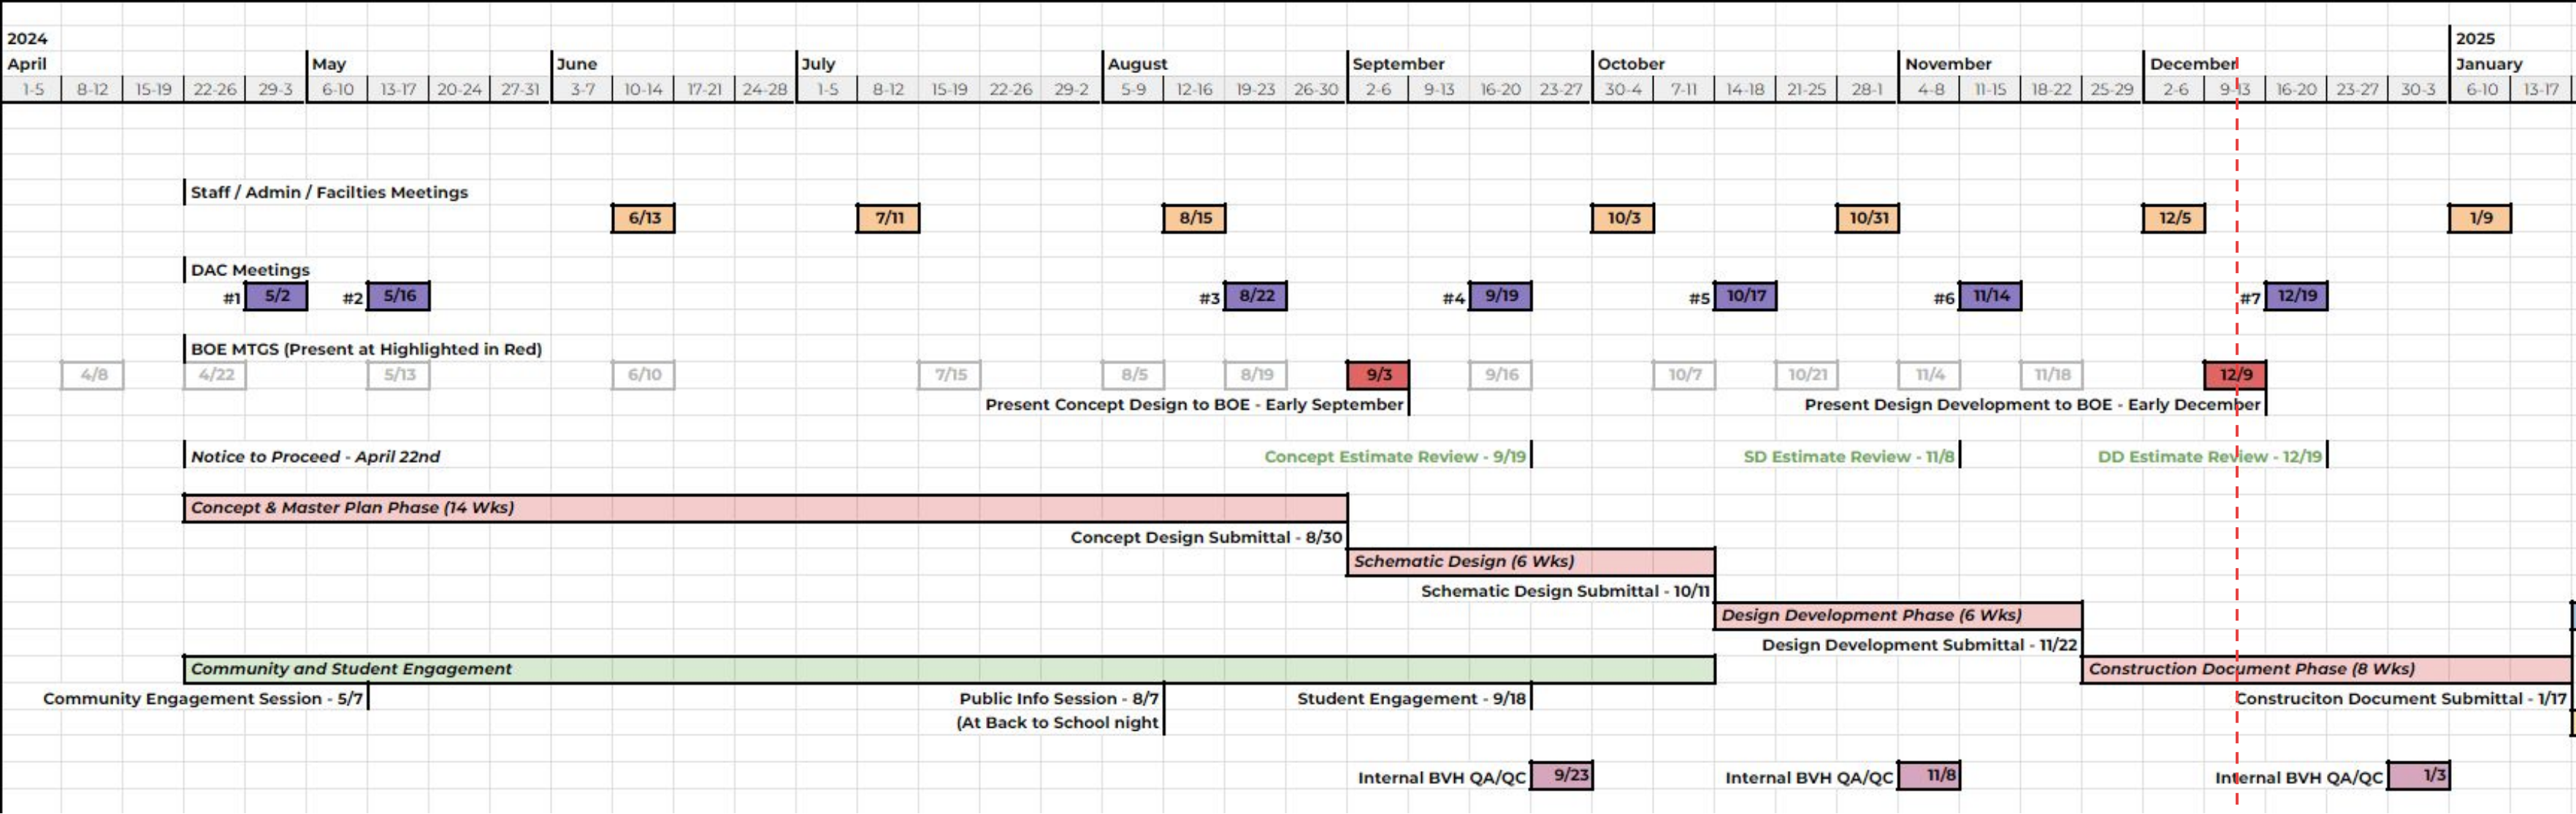 2024
2025
April May June July August September October November December January
1-5 8-12 15-19 22-26 29-3 6-10 13-17 20-24 27-31 3-7 10-14 17-21 24-28 1-5 8-12 15-19 22-26 29-2 5-9 12-16 19-23 26-30 2-6 9-13 16-20 23-27 30-4 7-11 14-18 21-25 28-1 4-8 11-15 18-22 25-29 2-6 9-13 16-20 23-27 30-3 6-10 13-17
Staff / Admin / Facilties Meetings
6/13 7/11 8/15 10/3 10/31 12/5 1/9
DAC Meetings
#1 5/2 #2 5/16 #3 8/22 #4 9/19 #5 10/17 #6 11/14 #7 12/19
BOE MTGS (Present at Highlighted in Red)
4/8 4/22 5/13 6/10 7/15 8/5 8/19 9/3 9/16 10/7 10/21 11/4 11/18 12/9
Present Concept Design to BOE - Early September Present Design Development to BOE - Early December
Notice to Proceed - April 22nd Concept Estimate Review - 9/19 SD Estimate Review - 11/8 DD Estimate Review - 12/19
Concept & Master Plan Phase (14 Wks)
Concept Design Submittal - 8/30
Schematic Design (6 Wks)
Schematic Design Submittal - 10/11
Design Development Phase (6 Wks)
Design Development Submittal - 11/22
Community and Student Engagement Construction Document Phase (8 Wks)
Community Engagement Session - 5/7 Public Info Session - 8/7 Student Engagement - 9/18 Construciton Document Submittal - 1/17
(At Back to School night
Internal BVH QA/QC 9/23 Internal BVH QA/QC 11/8 Internal BVH QA/QC 1/3